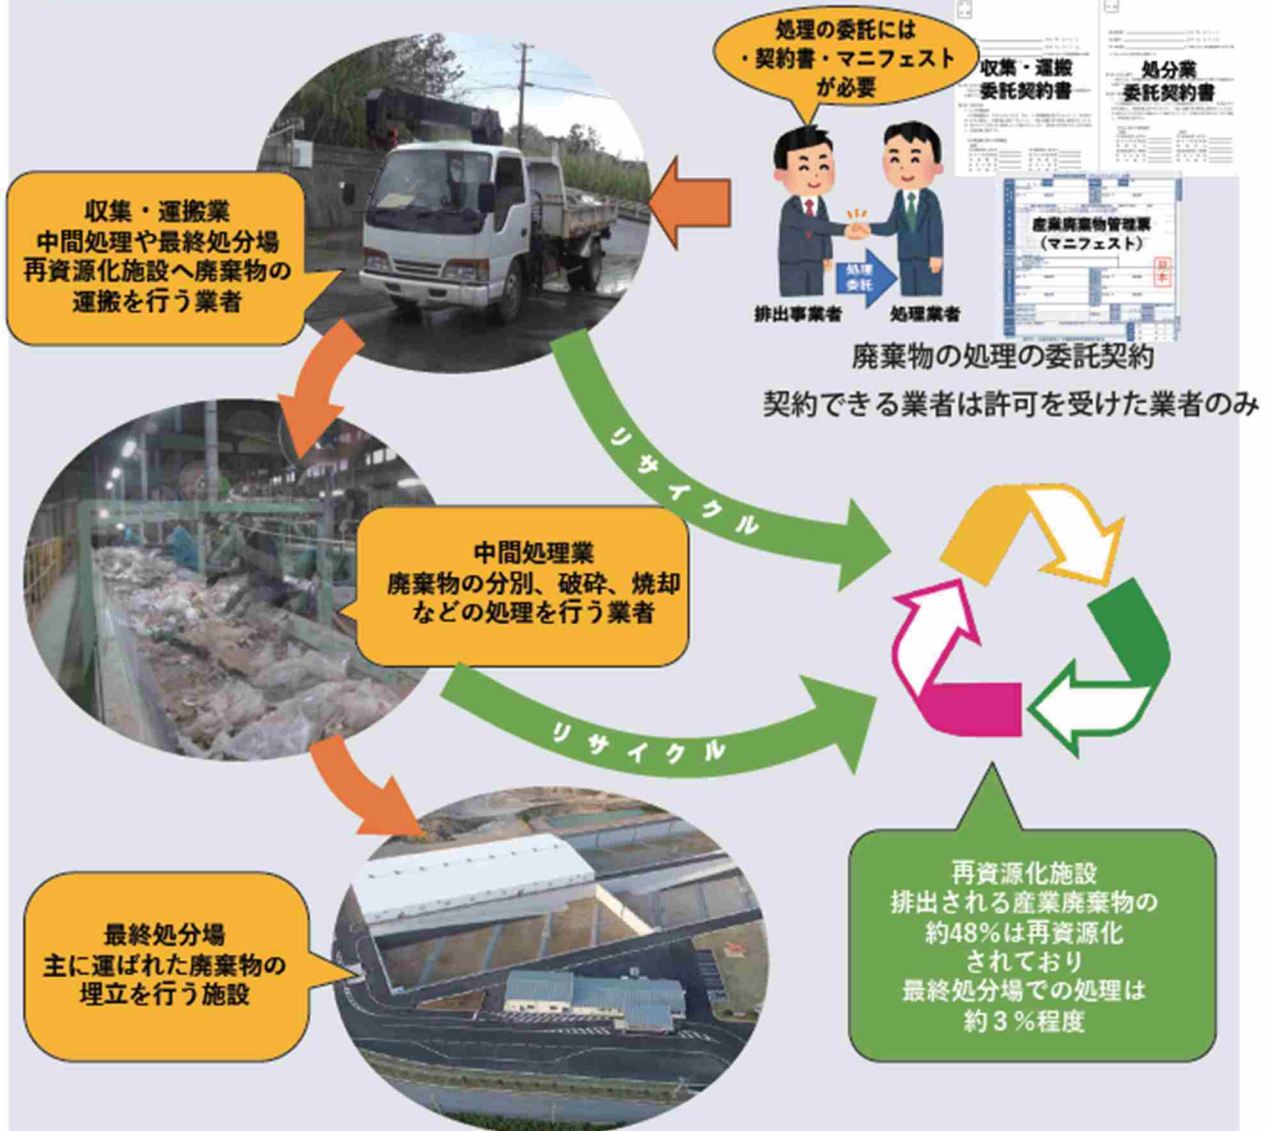 処理の委託には
・契約書・マニフェスト
が必要
収集・運搬
委託契約書
処分業
委託契約書
産業廃棄物管理票
(マニフェスト)
見本
処理
委託
排出事業者
処理業者
廃棄物の処理の委託契約
契約できる業者は許可を受けた業者のみ
収集・運搬業
中間処理や最終処分場
再資源化施設へ廃棄物の
運搬を行う業者
リサイクル
中間処理業
廃棄物の分別、破砕、焼却
などの処理を行う業者
リサイクル
最終処分場
主に運ばれた廃棄物の
埋立を行う施設
再資源化施設
排出される産業廃棄物の
約48%は再資源化
されており
最終処分場での処理は
約3%程度